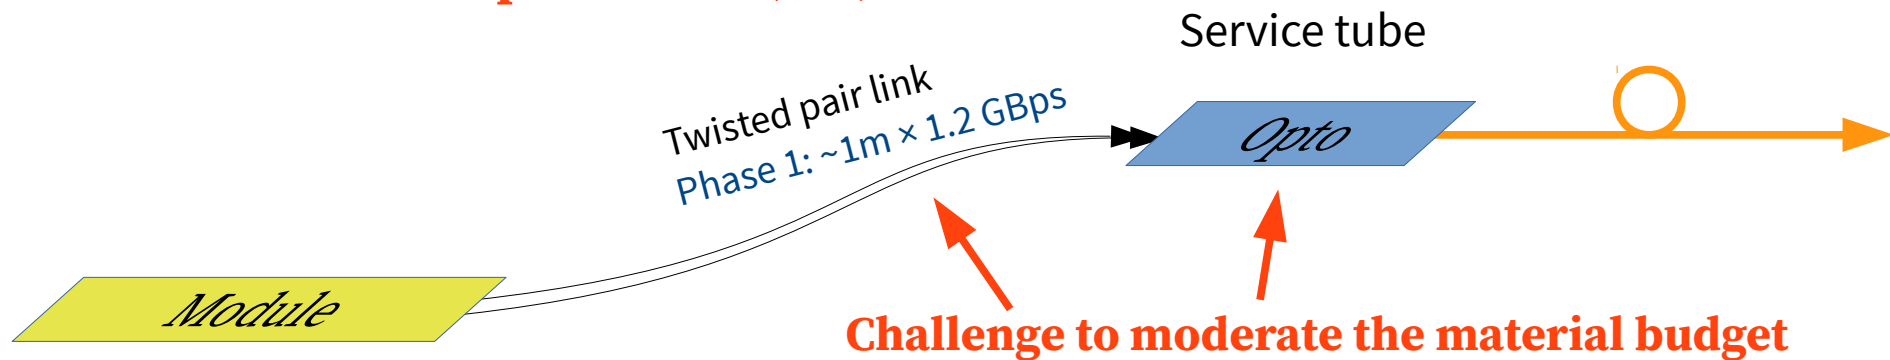 Service tube
Twisted pair link
Phase 1: ~1m × 1.2 GBps
Opto
Module
Challenge to moderate the material budget